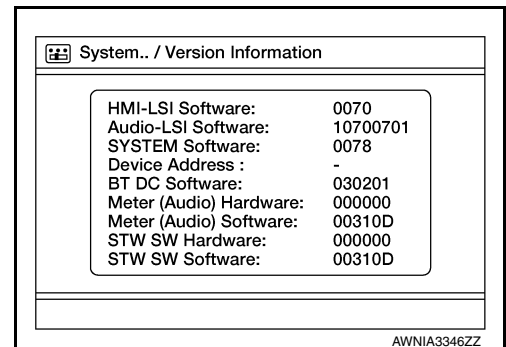 System.. / Version Information
HMI-LSI Software: 0070
Audio-LSI Software: 10700701
SYSTEM Software: 0078
Device Address : -
BT DC Software: 030201
Meter (Audio) Hardware: 000000
Meter (Audio) Software: 00310D
STW SW Hardware: 000000
STW SW Software: 00310D
AWNIA3346ZZ